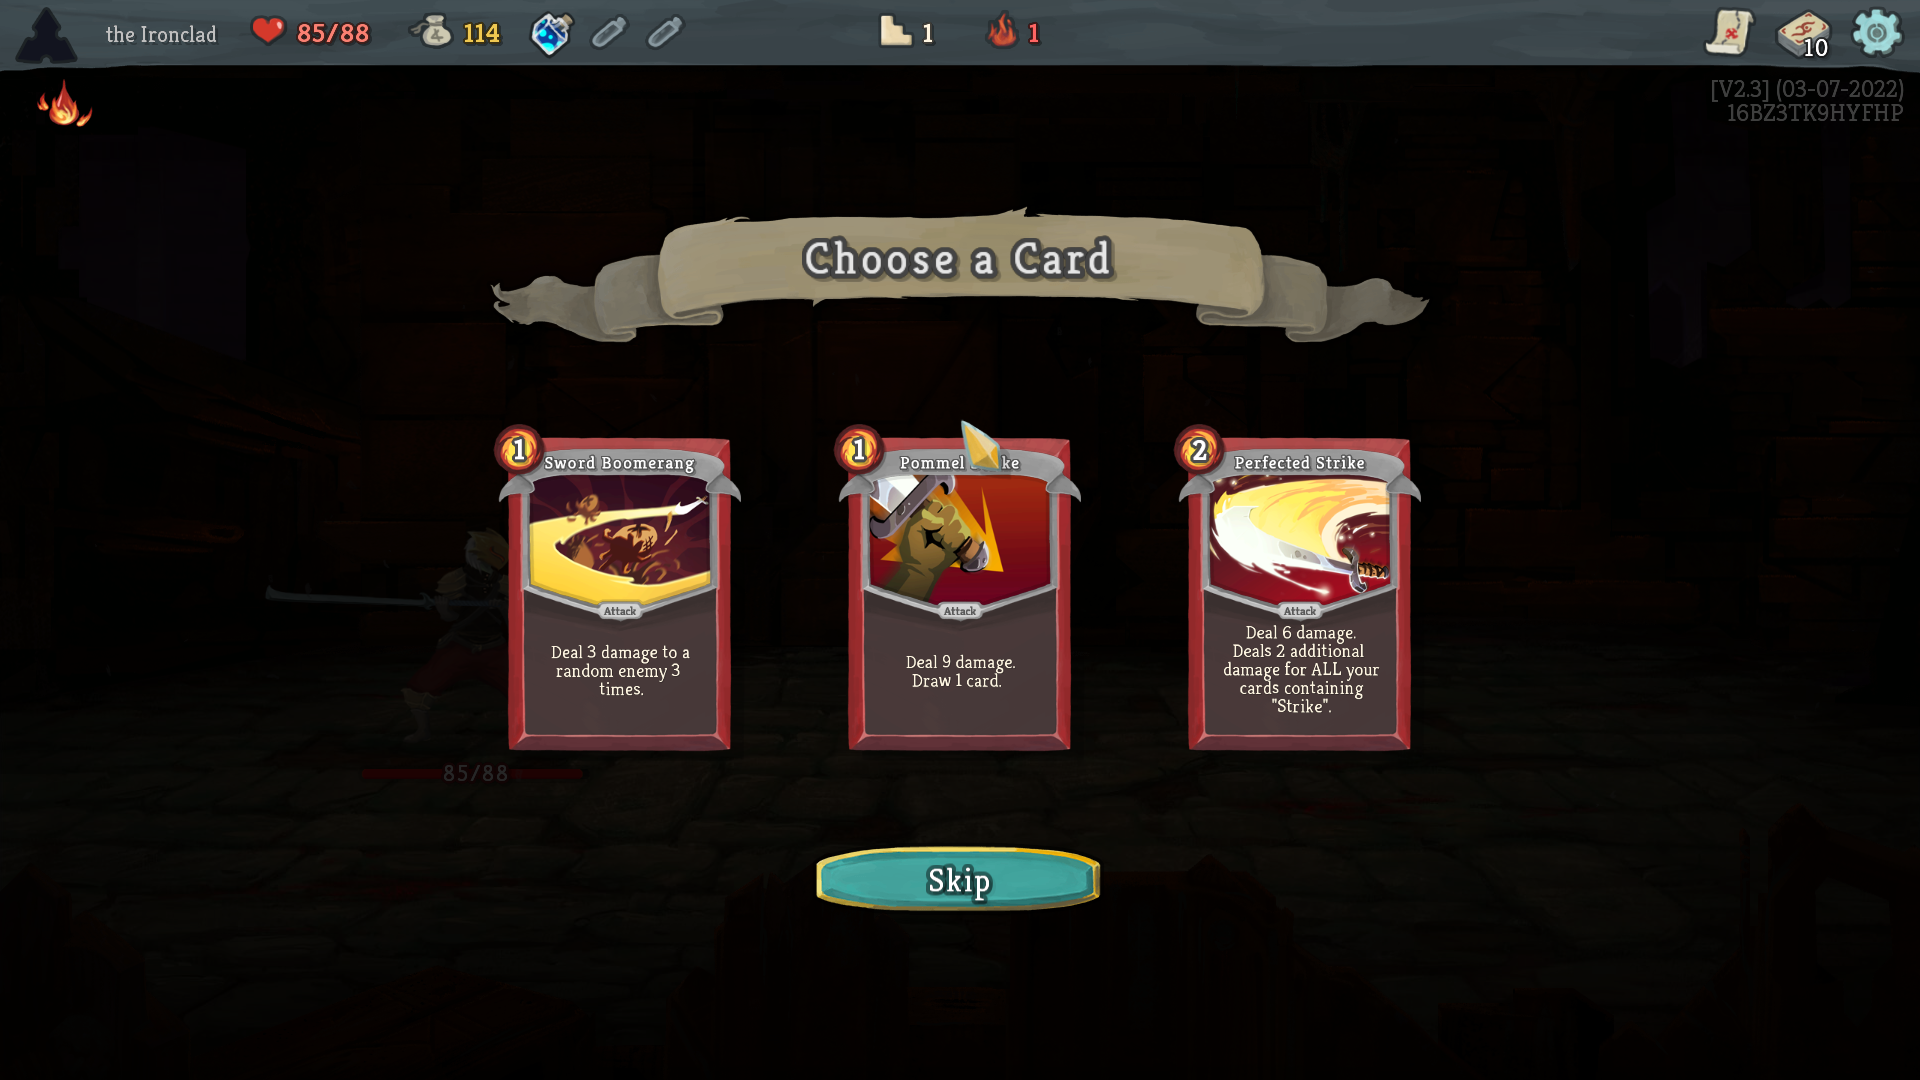 the Ironclad
85/88
114
1
1
10
[V2.3] (03-07-2022)
16BZ3TK9HYFHP
Choose a Card
1
Sword Boomerang
Attack
Deal 3 damage to a
random enemy 3
times.
1
Pommel ke
Attack
Deal 9 damage.
Draw 1 card.
2
Perfected Strike
Attack
Deal 6 damage.
Deals 2 additional
damage for ALL your
cards containing
"Strike".
85/88
Skip